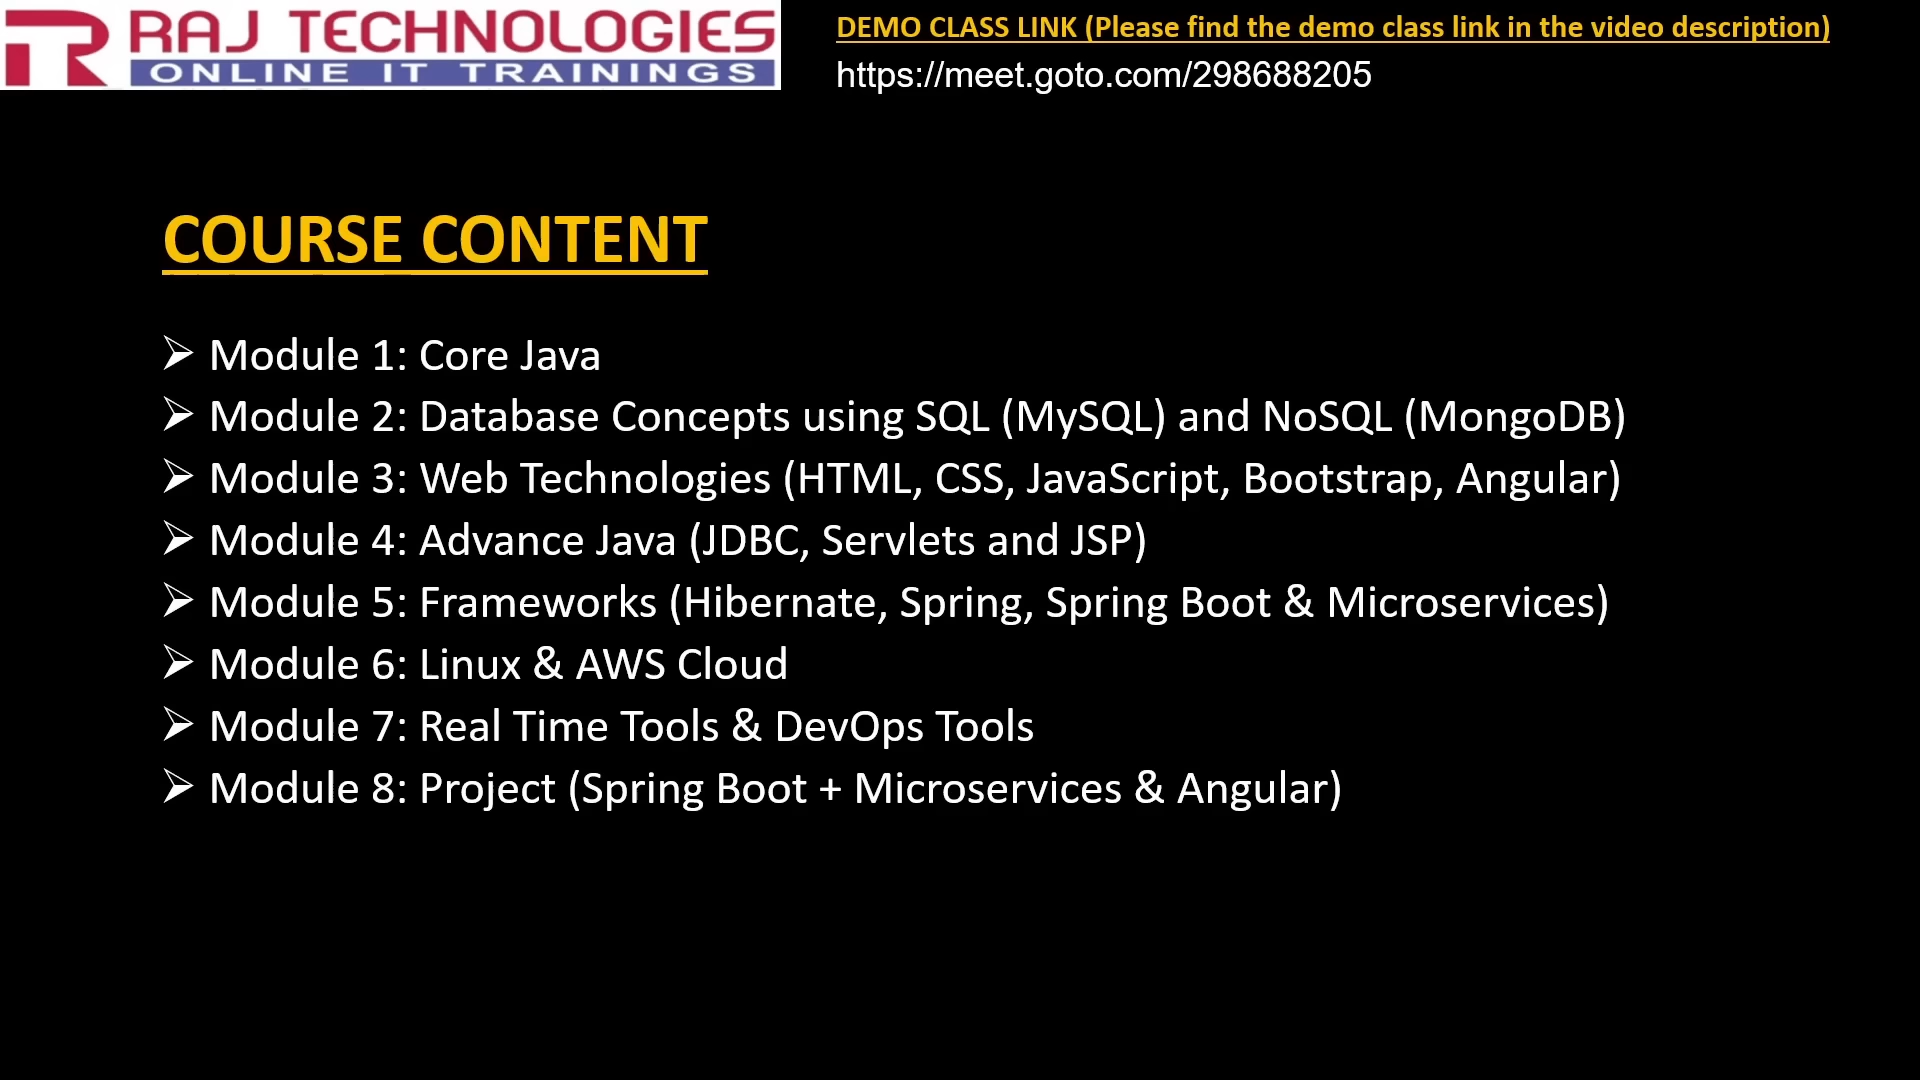 RAJ TECHNOLOGIES
ONLINE IT TRAININGS
DEMO CLASS LINK (Please find the demo class link in the video description)
https://meet.goto.com/298688205
COURSE CONTENT
Module 1: Core Java
Module 2: Database Concepts using SQL (MySQL) and NoSQL (MongoDB)
Module 3: Web Technologies (HTML, CSS, JavaScript, Bootstrap, Angular)
Module 4: Advance Java (JDBC, Servlets and JSP)
Module 5: Frameworks (Hibernate, Spring, Spring Boot & Microservices)
Module 6: Linux & AWS Cloud
Module 7: Real Time Tools & DevOps Tools
Module 8: Project (Spring Boot + Microservices & Angular)